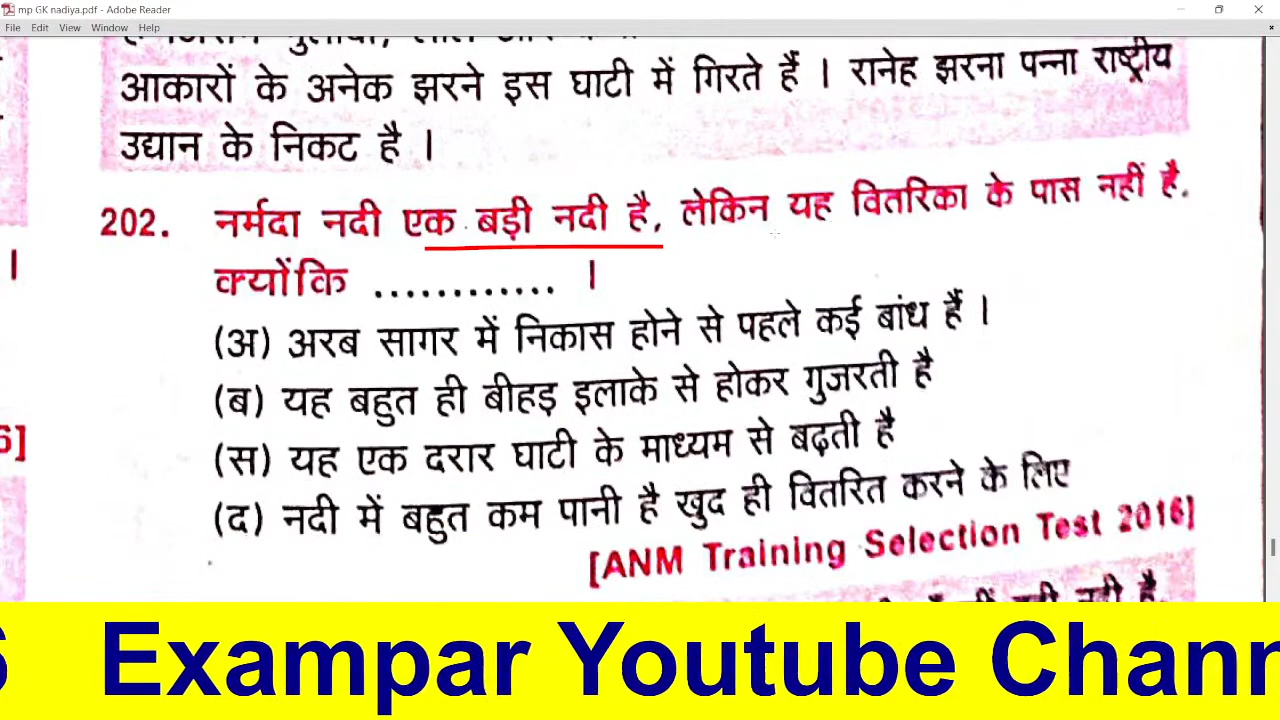 mp GK nadiya.pdf - Adobe Reader
File Edit View Window Help
आकारों के अनेक झरने इस घाटी में गिरते हैं । रानेह झरना पन्ना राष्ट्रीय
उद्यान के निकट है ।
202. नर्मदा नदी एक बड़ी नदी है, लेकिन यह वितरिका के पास नहीं है,
क्योंकि ............ ।
(अ) अरब सागर में निकास होने से पहले कई बांध हैं ।
(ब) यह बहुत ही बीहड़ इलाके से होकर गुजरती है
(स) यह एक दरार घाटी के माध्यम से बढ़ती है
(द) नदी में बहुत कम पानी है खुद ही वितरित करने के लिए
6]
[ANM Training Selection Test 2016]
Exampar Youtube Chann